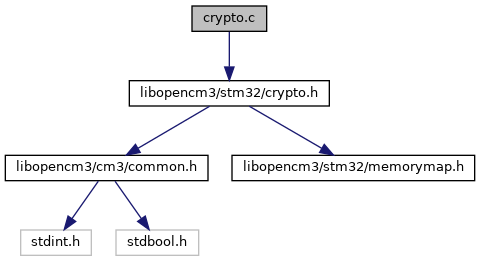 crypto.c
libopencm3/stm32/crypto.h
libopencm3/cm3/common.h
libopencm3/stm32/memorymap.h
stdint.h
stdbool.h